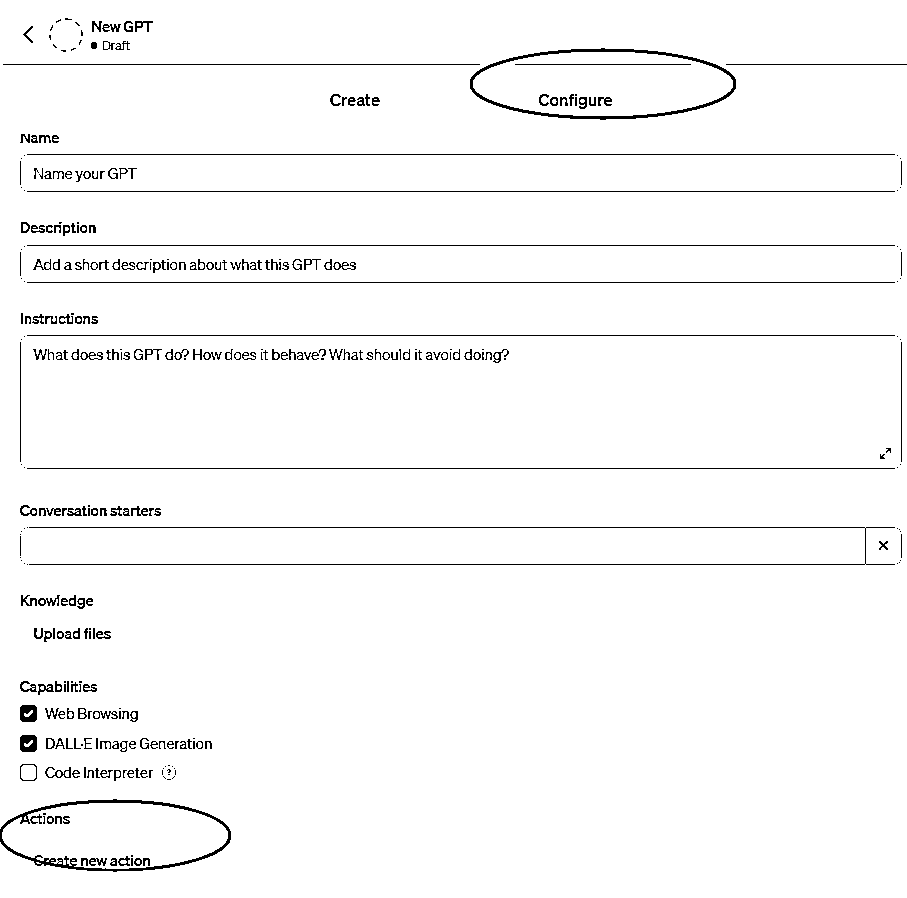 New GPT
Draft
Create
Configure
Name
Name your GPT
Description
Add a short description about what this GPT does
Instructions
What does this GPT do? How does it behave? What should it avoid doing?
Conversation starters
Knowledge
Upload files
Capabilities
Web Browsing
DALL·E Image Generation
Code Interpreter ?
Actions
Create new action